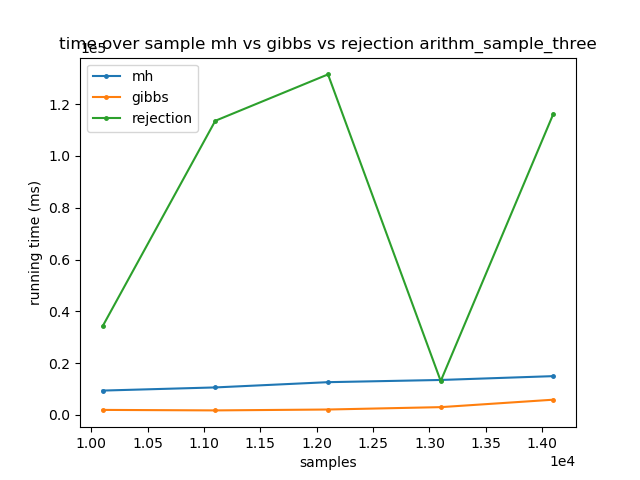 time over sample mh vs gibbs vs rejection arithm_sample_three
1e5
mh
gibbs
rejection
1.2
1.0
0.8
0.6
0.4
0.2
0.0
running time (ms)
1.00 1.05 1.10 1.15 1.20 1.25 1.30 1.35 1.40
samples
1e4